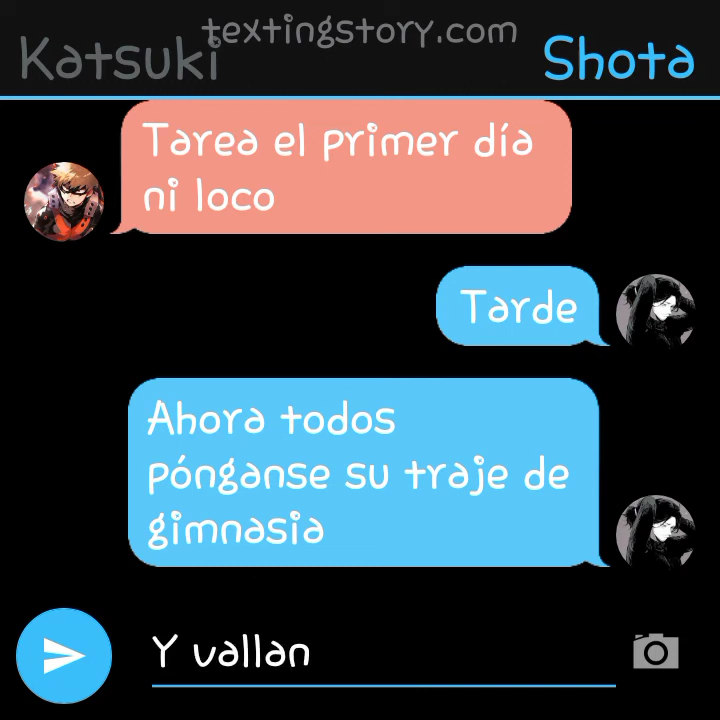 textingstory.com
Katsuki
Shota
Tarea el primer día
ni loco
Tarde
Ahora todos
pónganse su traje de
gimnasia
Y vallan